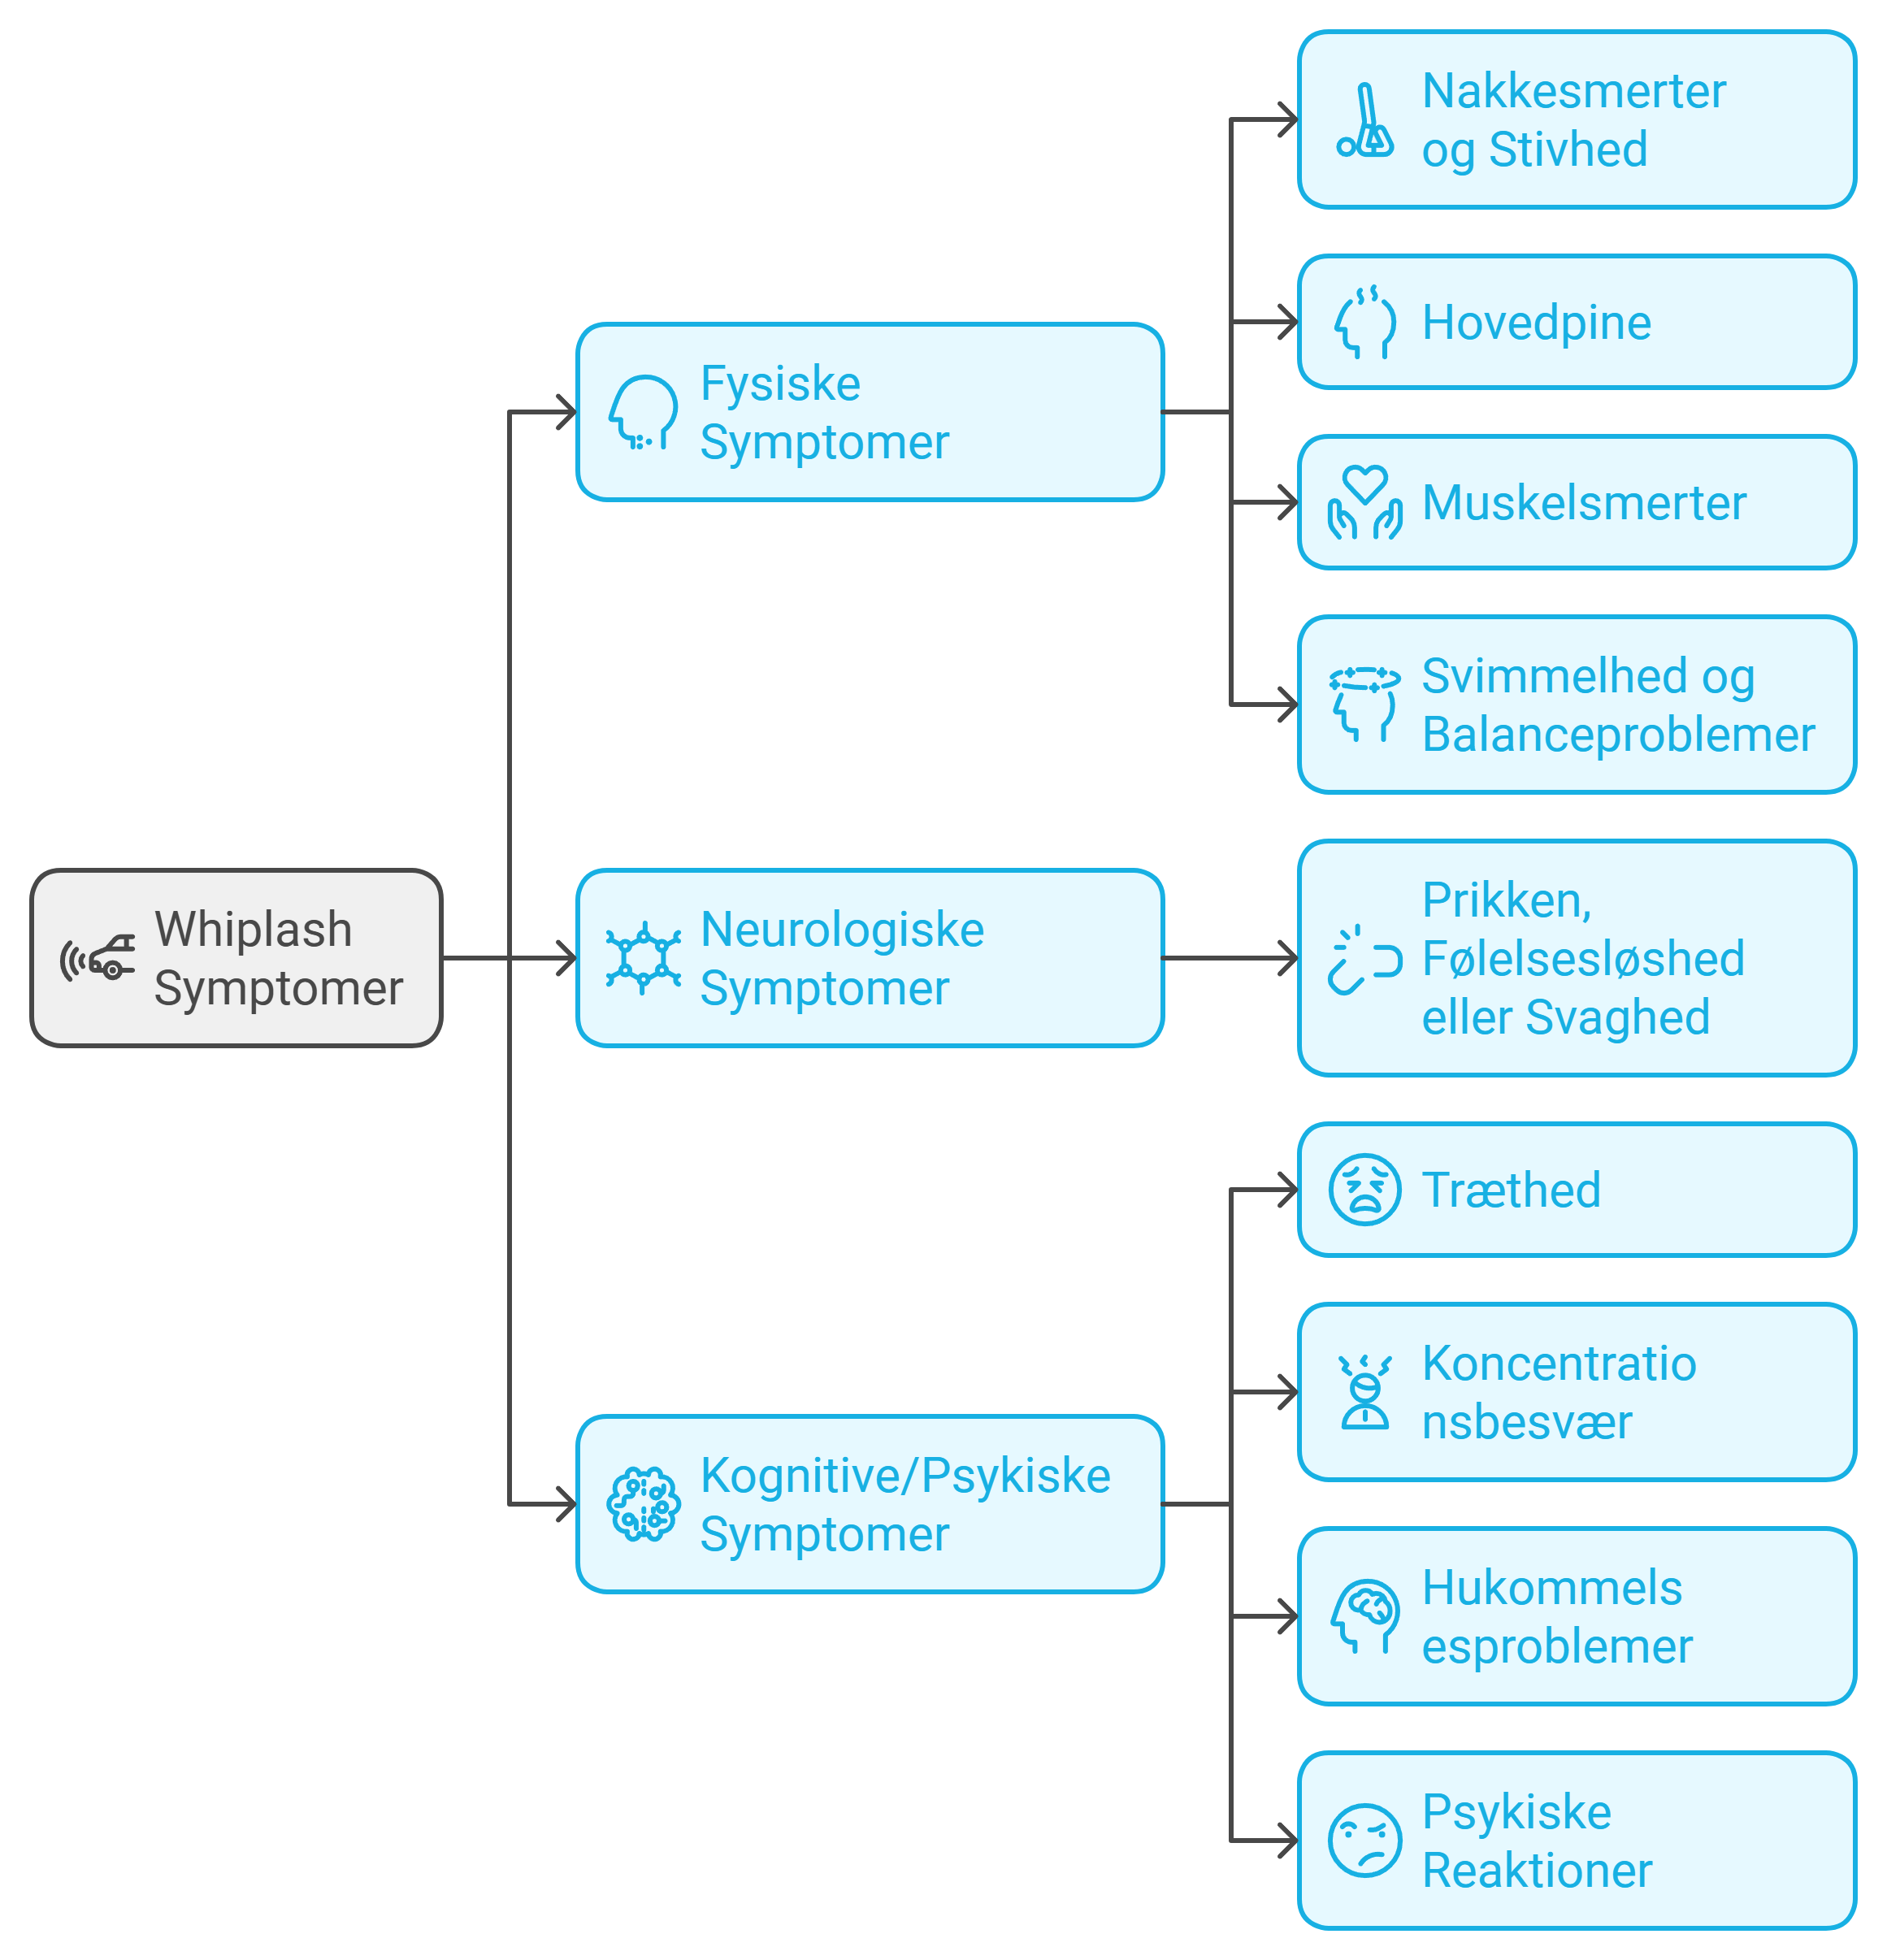 Whiplash
Symptomer
Fysiske
Symptomer
Nakkesmerter
og Stivhed
Hovedpine
Muskelsmerter
Svimmelhed og
Balanceproblemer
Neurologiske
Symptomer
Prikken,
Følelsesløshed
eller Svaghed
Kognitive/Psykiske
Symptomer
Træthed
Koncentratio
nsbesvær
Hukommels
esproblemer
Psykiske
Reaktioner